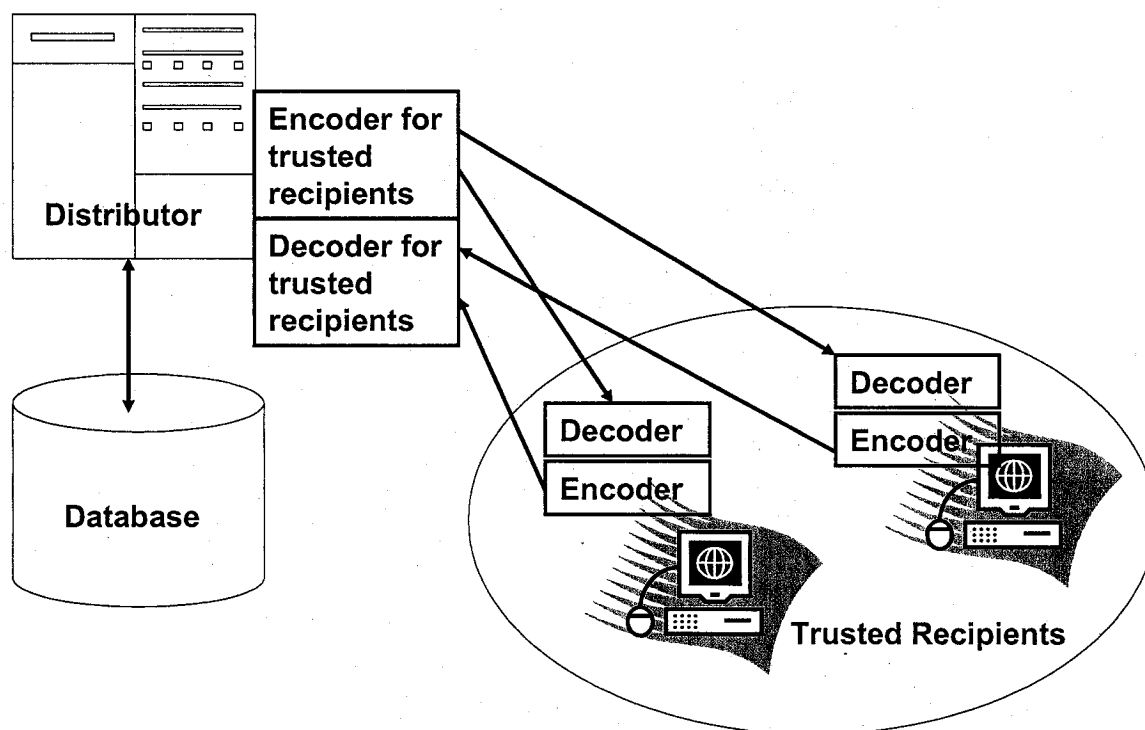 Encoder for
trusted
recipients
Distributor
Decoder for
trusted
recipients
Decoder
Encoder
Decoder
Encoder
Database
Trusted Recipients